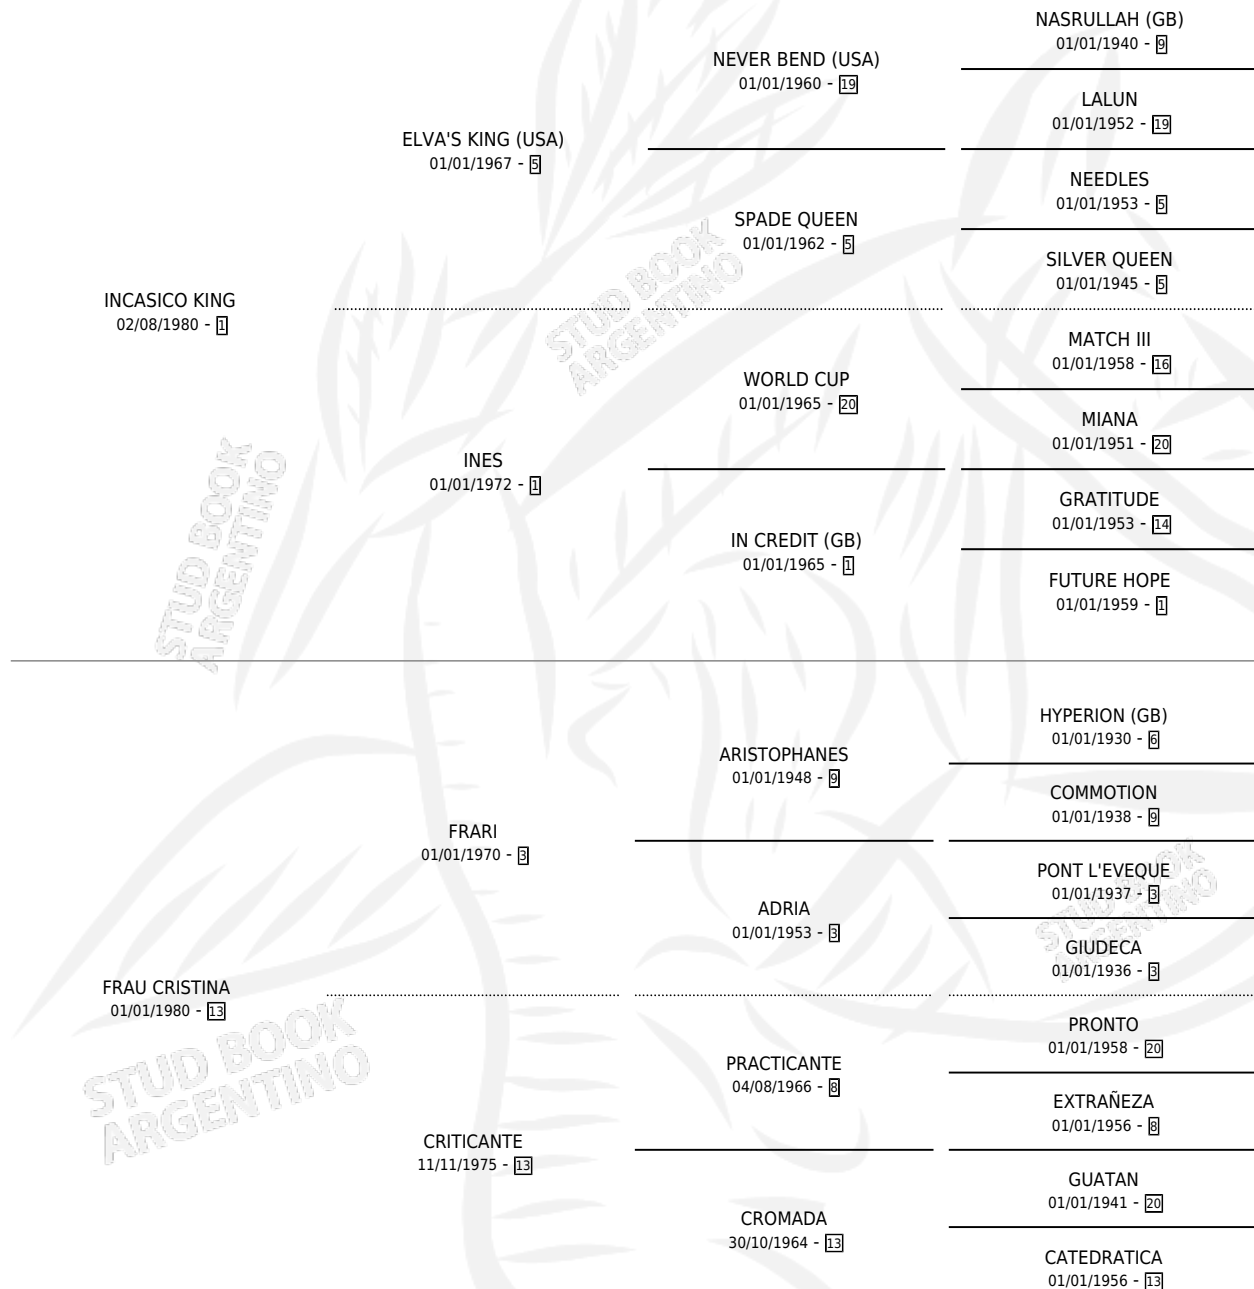 NASRULLAH (GB)
01/01/1940 - 9
NEVER BEND (USA)
01/01/1960 - 19
LALUN
01/01/1952 - 19
ELVA'S KING (USA)
01/01/1967 - 5
NEEDLES
01/01/1953 - 5
SPADE QUEEN
01/01/1962 - 5
SILVER QUEEN
01/01/1945 - 5
INCASICO KING
02/08/1980 - 1
MATCH III
01/01/1958 - 16
WORLD CUP
01/01/1965 - 20
MIANA
01/01/1951 - 20
INES
01/01/1972 - 1
GRATITUDE
01/01/1953 - 14
IN CREDIT (GB)
01/01/1965 - 1
FUTURE HOPE
01/01/1959 - 1
HYPERION (GB)
01/01/1930 - 6
ARISTOPHANES
01/01/1948 - 9
COMMOTION
01/01/1938 - 9
FRARI
01/01/1970 - 3
PONT L'EVEQUE
01/01/1937 - 3
ADRIA
01/01/1953 - 3
GIUDECA
01/01/1936 - 3
FRAU CRISTINA
01/01/1980 - 13
PRONTO
01/01/1958 - 20
PRACTICANTE
04/08/1966 - 8
EXTRAÑEZA
01/01/1956 - 8
CRITICANTE
11/11/1975 - 13
GUATAN
01/01/1941 - 20
CROMADA
30/10/1964 - 13
CATEDRATICA
01/01/1956 - 13
STUD BOOK
ARGENTINO
STUD BOOK
ARGENTINO
STUD BOOK
ARGENTINO
STUD BOOK
ARGENTINO